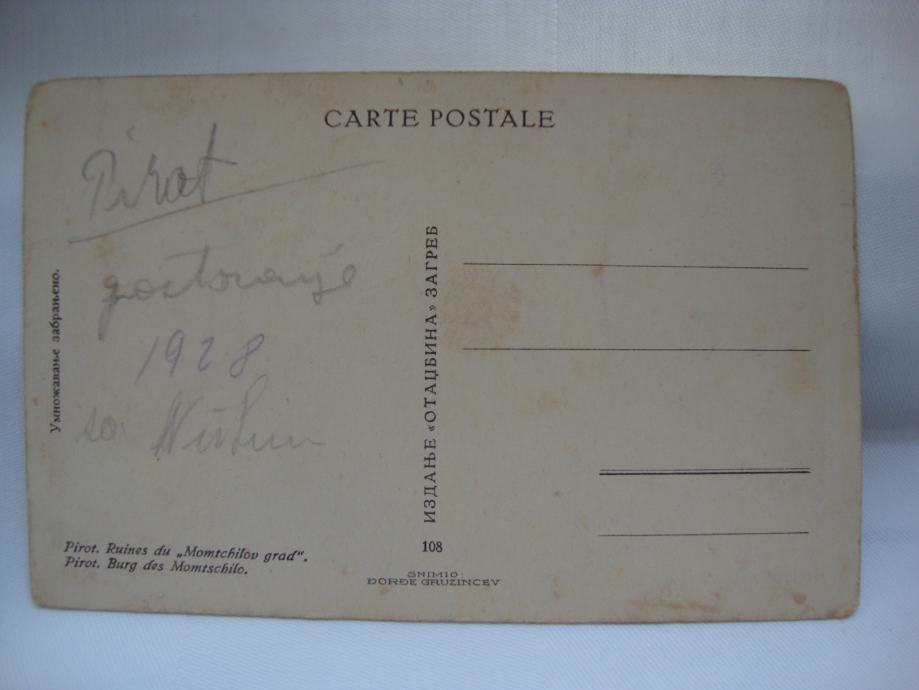 CARTE POSTALE
Pirot
gostovanje
1928
sa
Умножавање забрањено.
ИЗДАЊЕ «ОТАЏБИНА» ЗАГРЕБ
108
Pirot. Ruines du „Momtchilov grad“.
Pirot. Burg des Momtschilo.
SNIMIO:
ĐORĐE GRUZINCEV